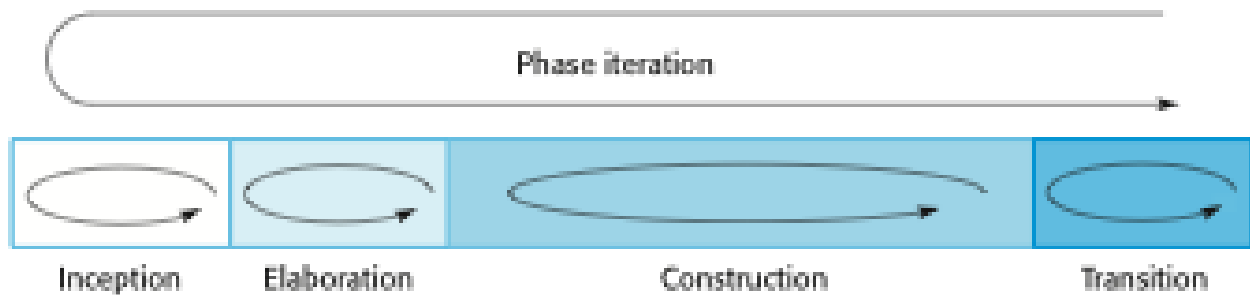 Phase iteration
Inception
Elaboration
Construction
Transition